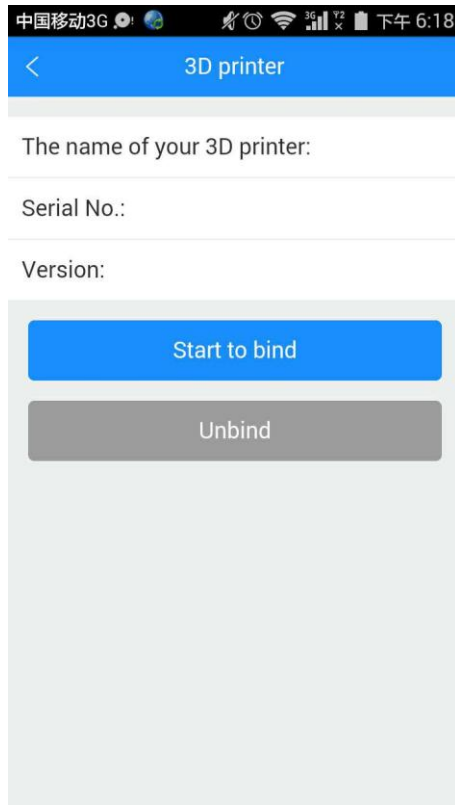 中国移动3G 下午 6:18
3D printer
The name of your 3D printer:
Serial No.:
Version:
Start to bind
Unbind